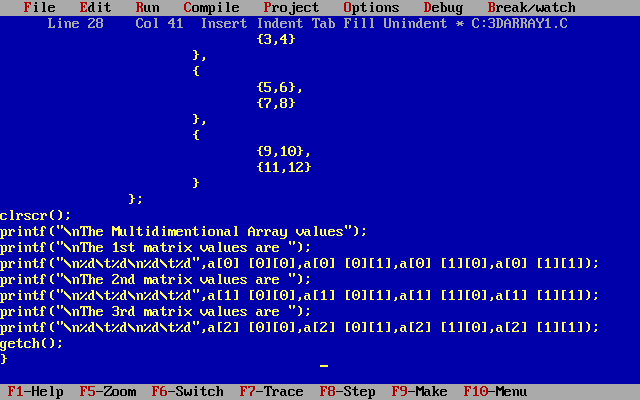 File Edit Run Compile Project Options Debug Break/watch
Line 28 Col 41 Insert Indent Tab Fill Unindent * C:3DARRAY1.C
{3,4}
},
{
{5,6},
{7,8}
},
{
{9,10},
{11,12}
}
};
clrscr();
printf("\nThe Multidimentional Array values");
printf("\nThe 1st matrix values are ");
printf("\n%d\t%d\n%d\t%d",a[0] [0][0],a[0] [0][1],a[0] [1][0],a[0] [1][1]);
printf("\nThe 2nd matrix values are ");
printf("\n%d\t%d\n%d\t%d",a[1] [0][0],a[1] [0][1],a[1] [1][0],a[1] [1][1]);
printf("\nThe 3rd matrix values are ");
printf("\n%d\t%d\n%d\t%d",a[2] [0][0],a[2] [0][1],a[2] [1][0],a[2] [1][1]);
getch();
}
F1-Help F5-Zoom F6-Switch F7-Trace F8-Step F9-Make F10-Menu